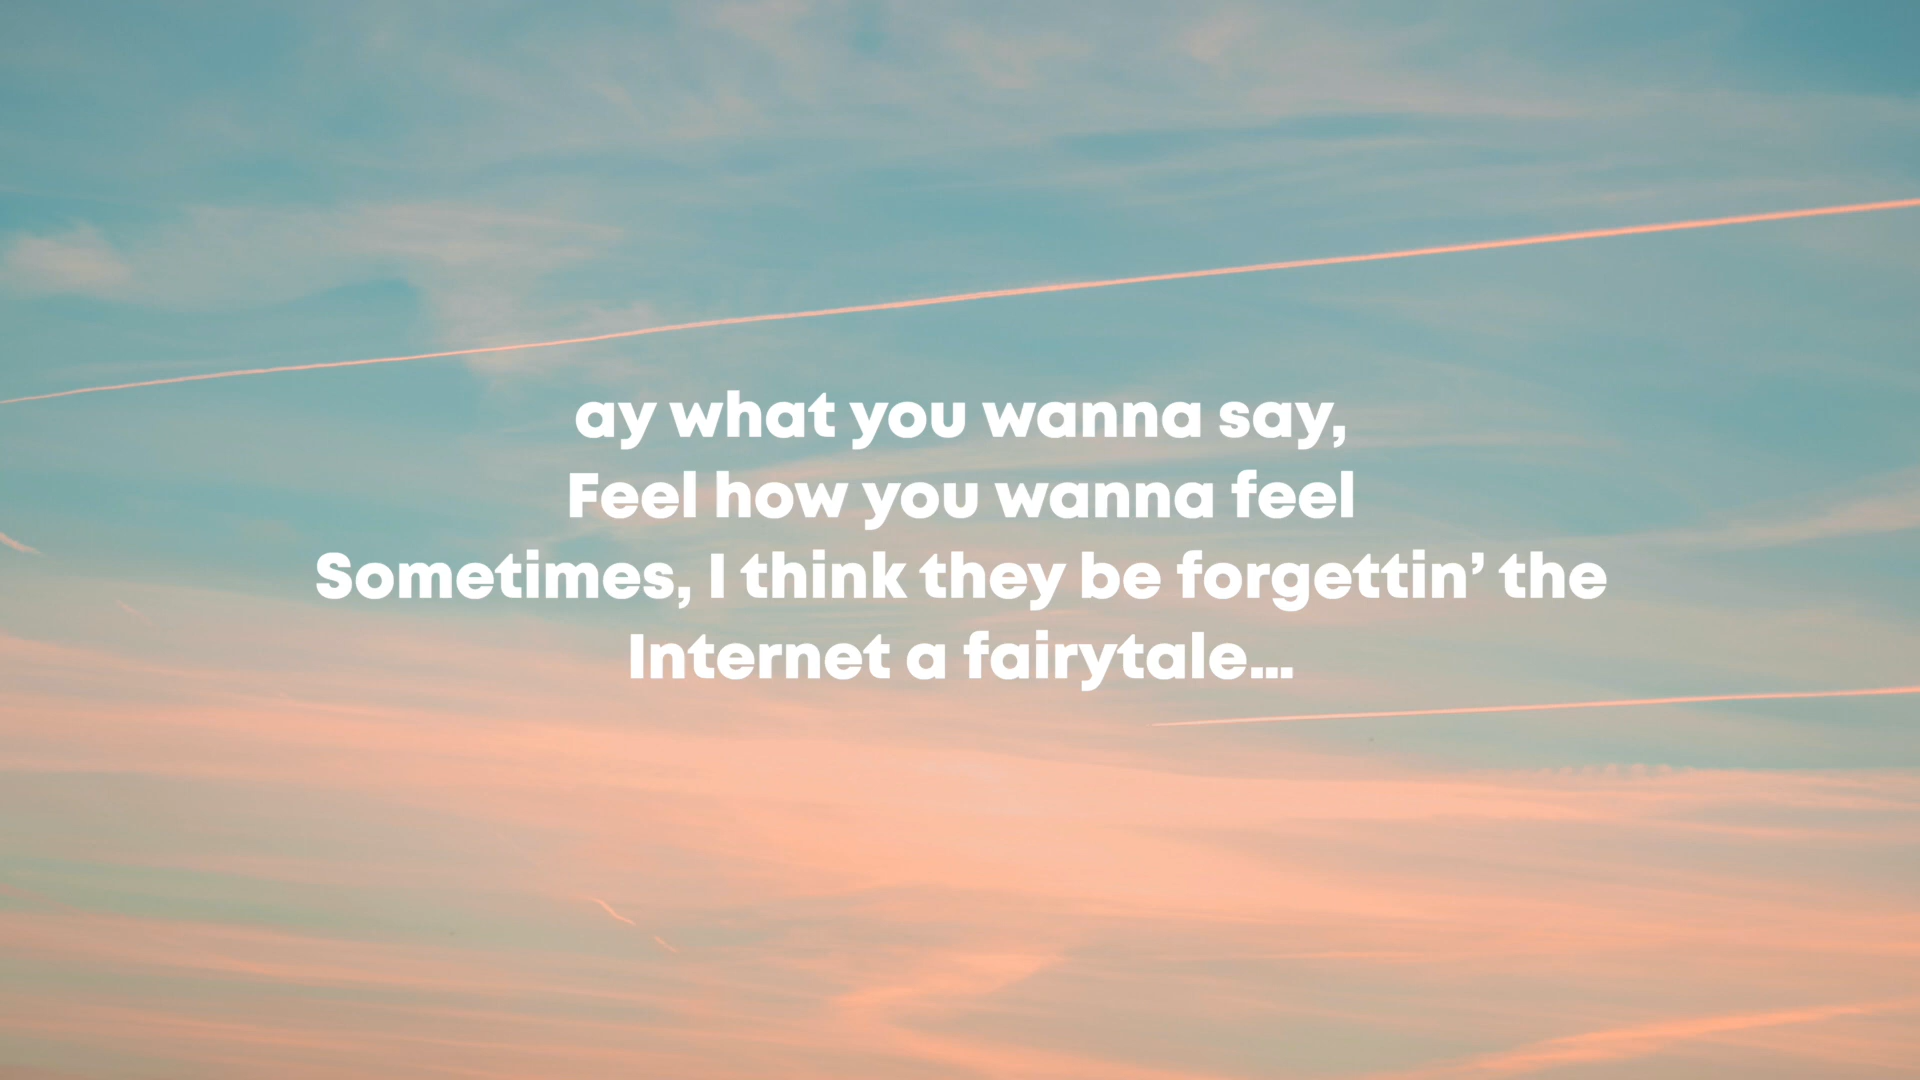 ay what you wanna say,
Feel how you wanna feel
Sometimes, I think they be forgettin’ the
Internet a fairytale...